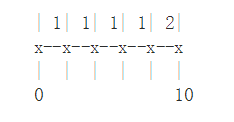 | 1| 1| 1| 1| 2|
x--x--x--x--x--x
| | | | | |
0 10